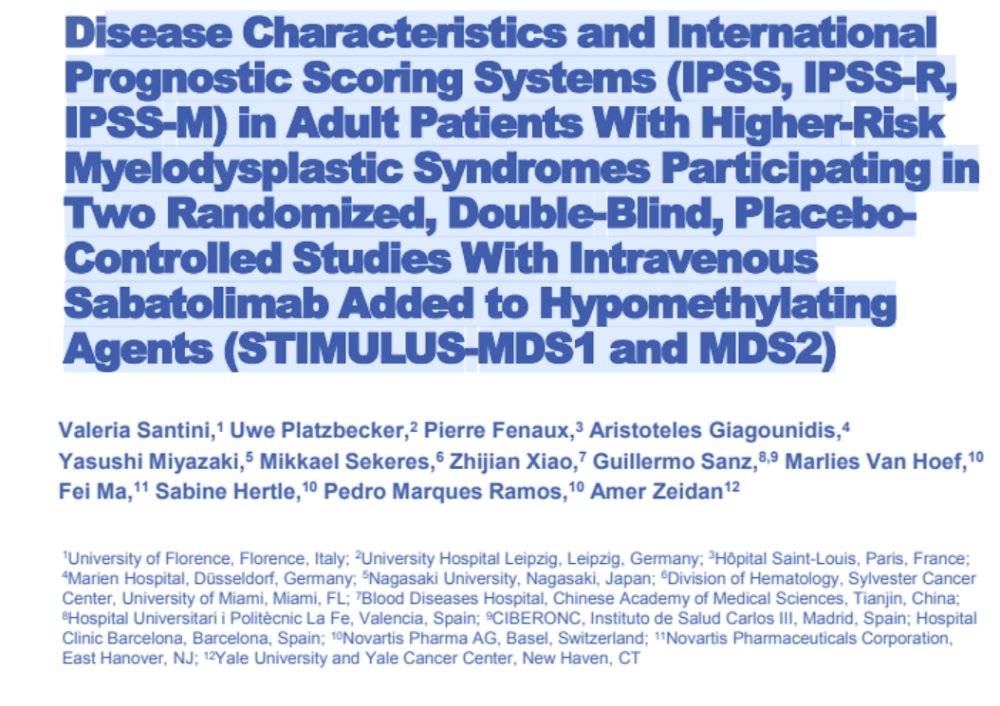 Disease Characteristics and International
Prognostic Scoring Systems (IPSS, IPSS-R,
IPSS-M) in Adult Patients With Higher-Risk
Myelodysplastic Syndromes Participating in
Two Randomized, Double-Blind, Placebo-
Controlled Studies With Intravenous
Sabatolimab Added to Hypomethylating
Agents (STIMULUS-MDS1 and MDS2)
Valeria Santini,¹ Uwe Platzbecker,² Pierre Fenaux,³ Aristoteles Giagounidis,⁴
Yasushi Miyazaki,⁵ Mikkael Sekeres,⁶ Zhijian Xiao,⁷ Guillermo Sanz,⁸,⁹ Marlies Van Hoef,¹⁰
Fei Ma,¹¹ Sabine Hertle,¹⁰ Pedro Marques Ramos,¹⁰ Amer Zeidan¹²
¹University of Florence, Florence, Italy; ²University Hospital Leipzig, Leipzig, Germany; ³Hôpital Saint-Louis, Paris, France;
⁴Marien Hospital, Düsseldorf, Germany; ⁵Nagasaki University, Nagasaki, Japan; ⁶Division of Hematology, Sylvester Cancer
Center, University of Miami, Miami, FL; ⁷Blood Diseases Hospital, Chinese Academy of Medical Sciences, Tianjin, China;
⁸Hospital Universitari i Politècnic La Fe, Valencia, Spain; ⁹CIBERONC, Instituto de Salud Carlos III, Madrid, Spain; Hospital
Clinic Barcelona, Barcelona, Spain; ¹⁰Novartis Pharma AG, Basel, Switzerland; ¹¹Novartis Pharmaceuticals Corporation,
East Hanover, NJ; ¹²Yale University and Yale Cancer Center, New Haven, CT